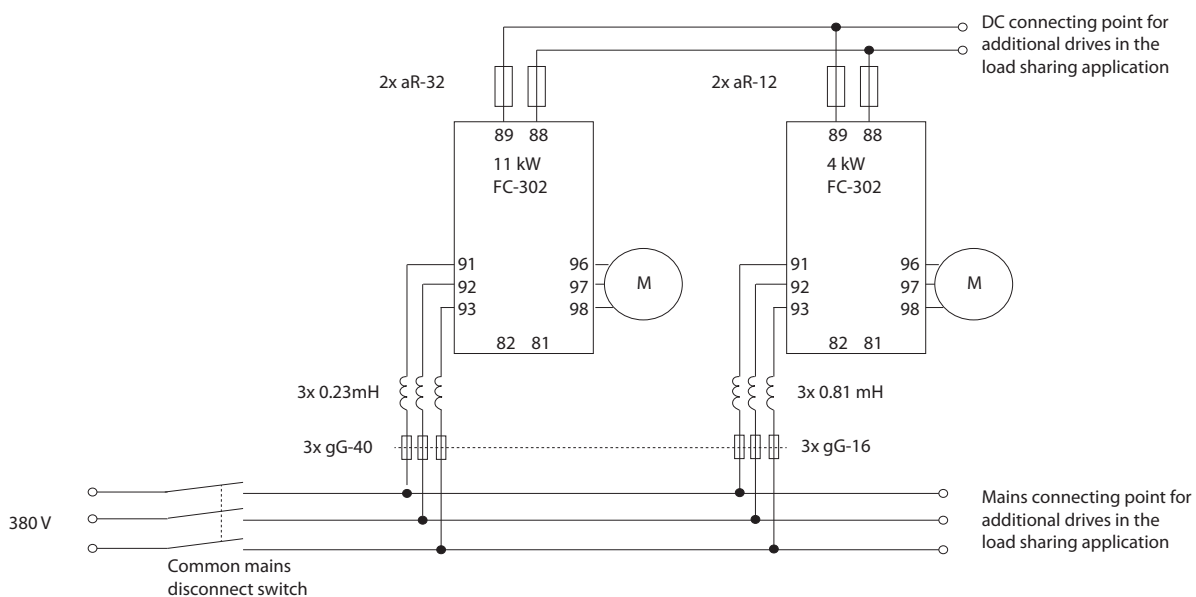 DC connecting point for
additional drives in the
load sharing application
2x aR-32
2x aR-12
89 88
89 88
11 kW
FC-302
4 kW
FC-302
91
92
93
96
97
98
M
91
92
93
96
97
98
M
82 81
82 81
3x 0.23mH
3x 0.81 mH
3x gG-40
3x gG-16
380 V
Mains connecting point for
additional drives in the
load sharing application
Common mains
disconnect switch